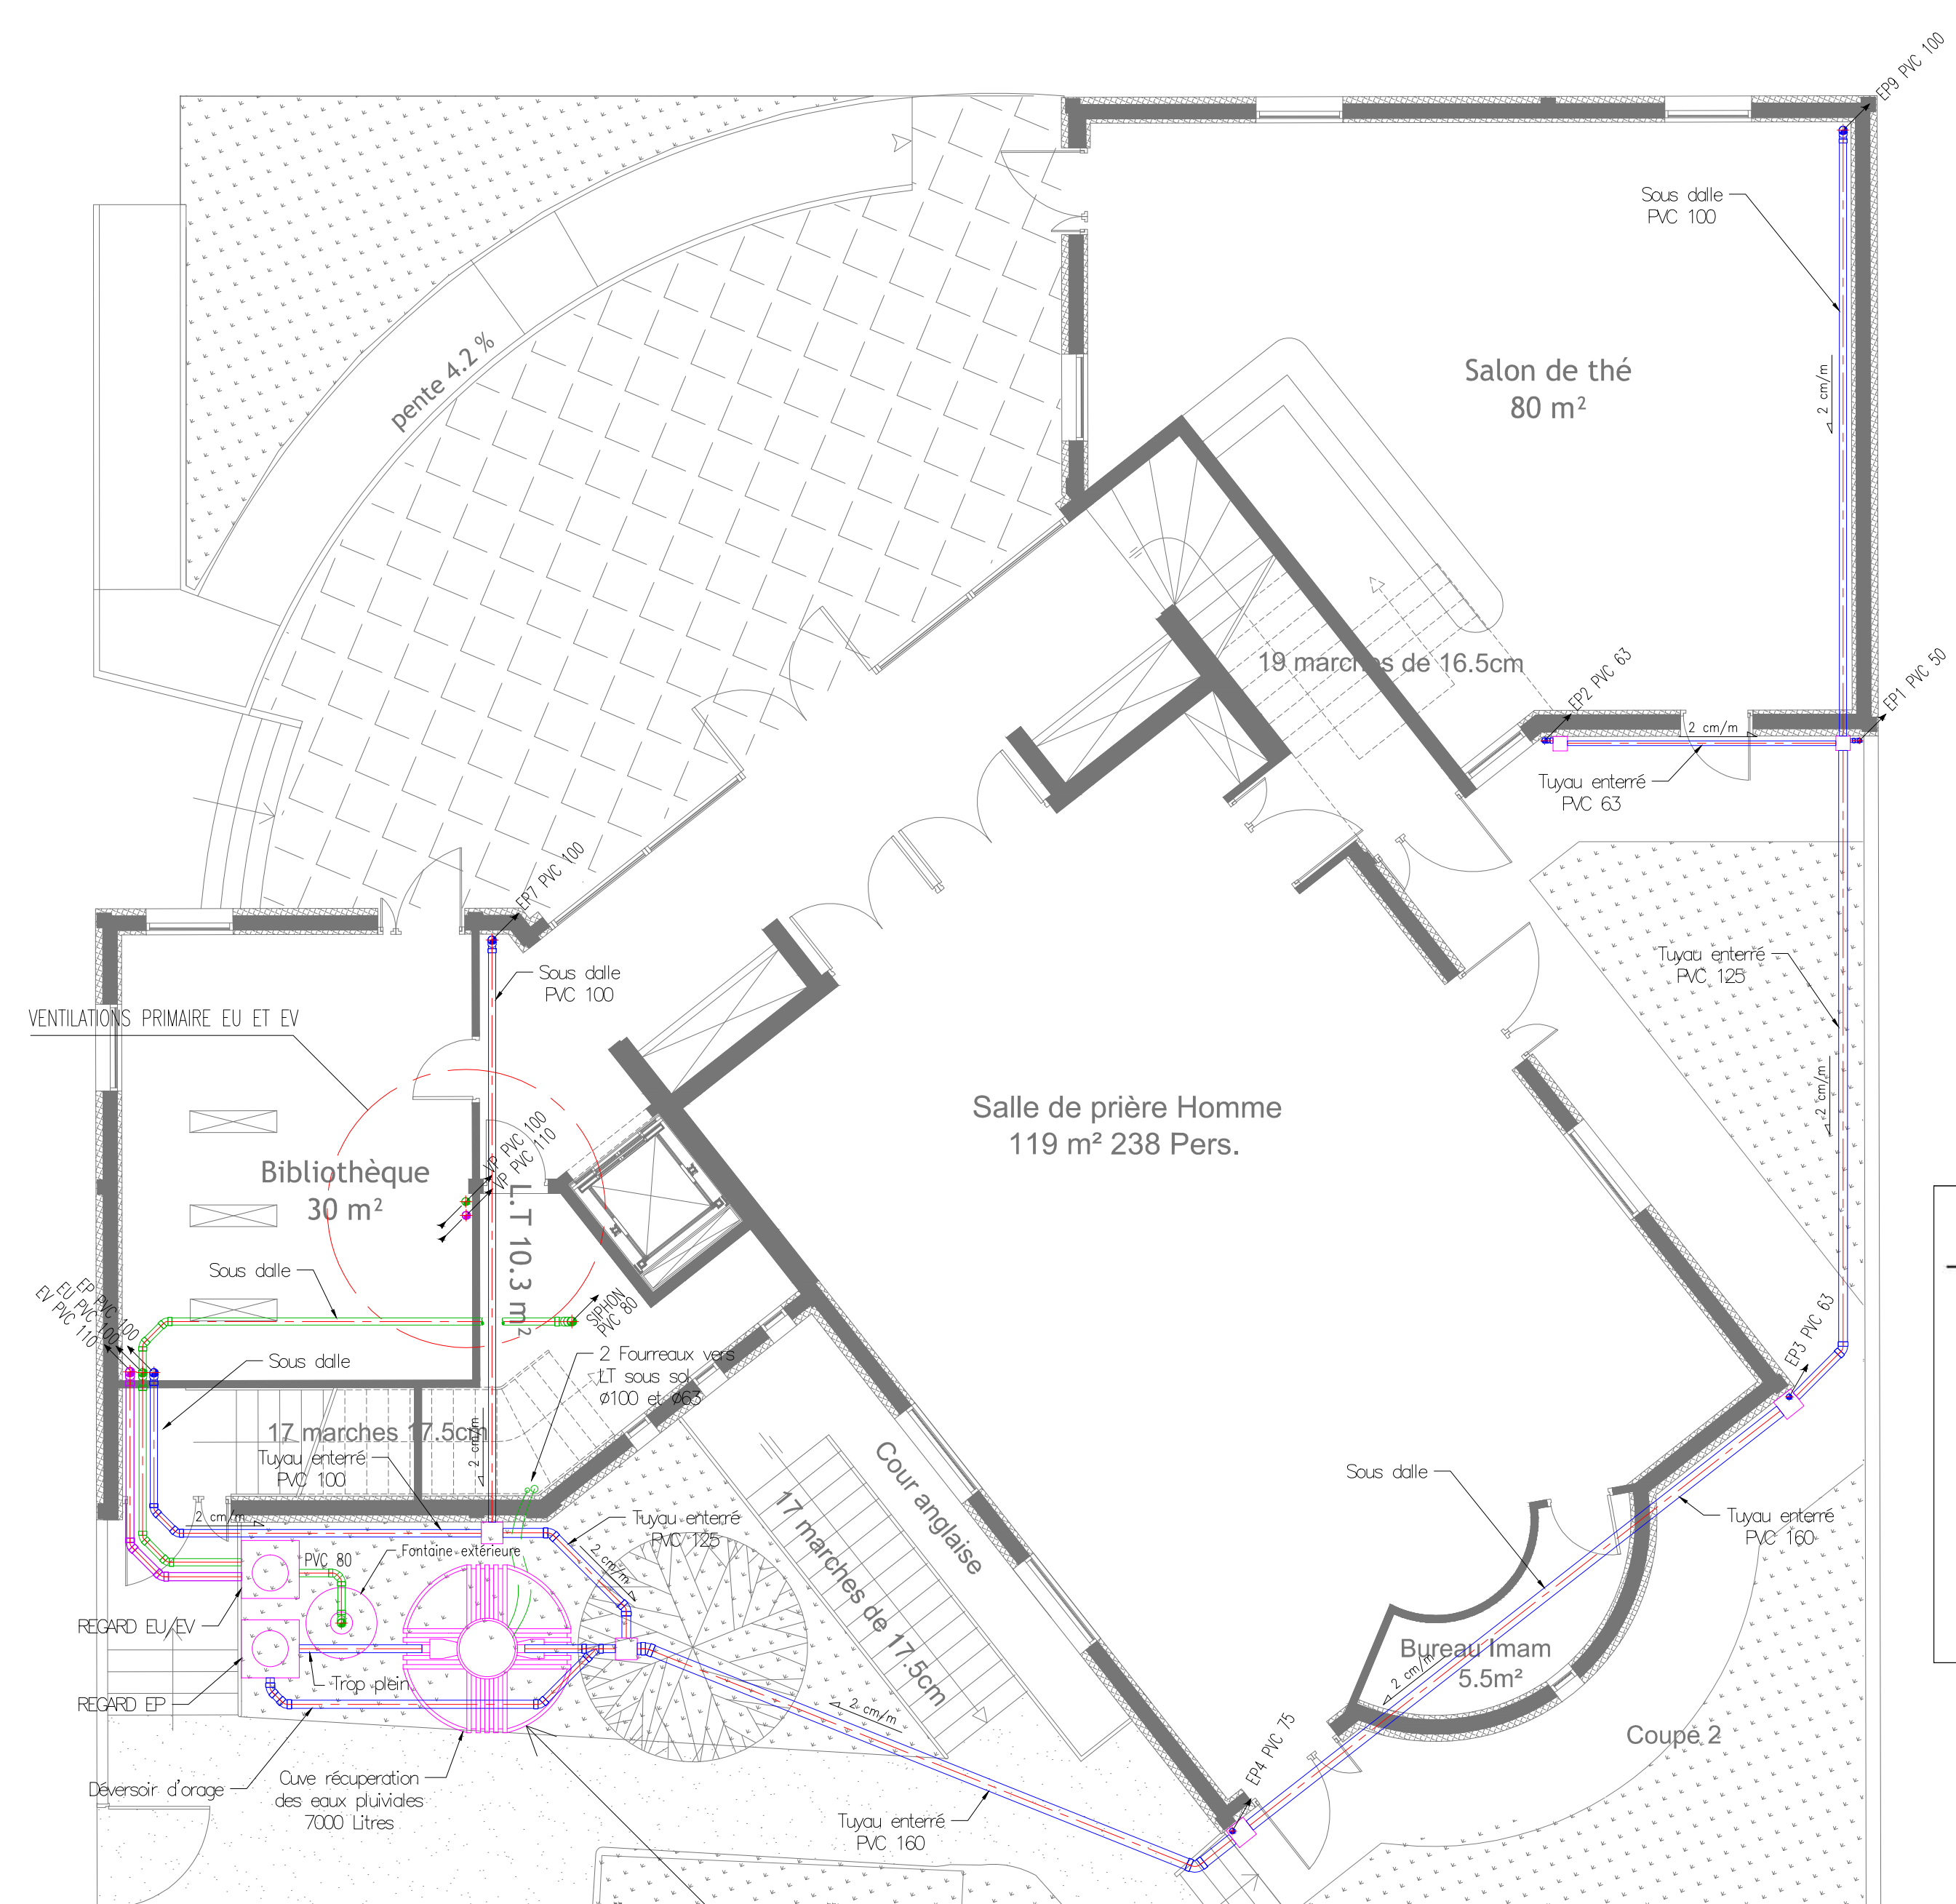 EP9 PVC 100
Sous dalle
PVC 100
pente 4.2 %
2 cm/m
Salon de thé
80 m²
19 marches de 16.5cm
EP2 PVC 63
EP1 PVC 50
2 cm/m
Tuyau enterré
PVC 63
EP7 PVC 100
Sous dalle
PVC 100
Tuyau enterré
PVC 125
VENTILATIONS PRIMAIRE EU ET EV
2 cm/m
Salle de prière Homme
119 m² 238 Pers.
VP PVC 100
VP PVC 110
Bibliothèque
30 m²
L.T 10.3 m²
Sous dalle
SIPHON
PVC 80
EP PVC 100
EU PVC 100
EV PVC 110
EP3 PVC 63
Sous dalle
2 Fourreaux vers
LT sous sol
ø100 et ø63
17 marches 17.5cm
2 cm/m
Tuyau enterré
PVC 100
Cour anglaise
17 marches de 17.5cm
Sous dalle
Tuyau enterré
PVC 160
2 cm/m
Tuyau enterré
PVC 125
2 cm/m
PVC 80
Fontaine extérieure
REGARD EU/EV
Trop plein
REGARD EP
Bureau Imam
5.5m²
2 cm/m
2 cm/m
Coupe 2
EP4 PVC 75
Déversoir d'orage
Cuve récuperation
des eaux pluiviales
7000 Litres
Tuyau enterré
PVC 160